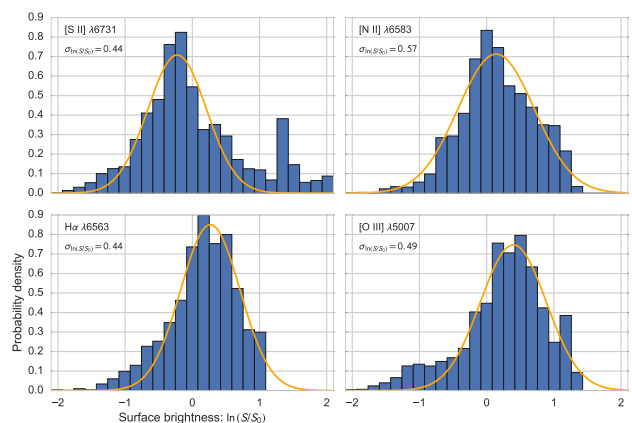 [S II] λ6731
σln(S/S0) = 0.44
[N II] λ6583
σln(S/S0) = 0.57
0.9
0.8
0.7
0.6
0.5
0.4
0.3
0.2
0.1
0.0
Hα λ6563
σln(S/S0) = 0.44
[O III] λ5007
σln(S/S0) = 0.49
0.9
0.8
0.7
0.6
0.5
0.4
0.3
0.2
0.1
0.0
Probability density
−2 −1 0 1 2
−2 −1 0 1 2
Surface brightness: ln(S/S0)